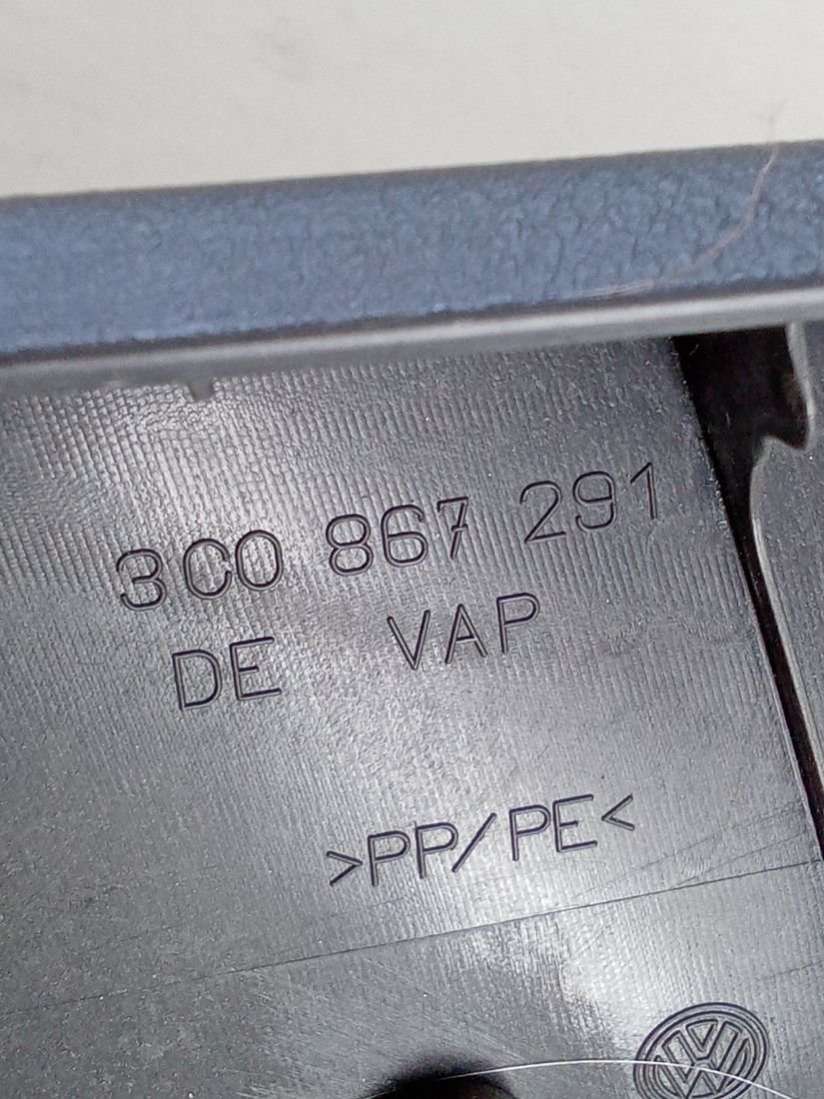 3C0 867 291
DE VAP
>PP/PE<